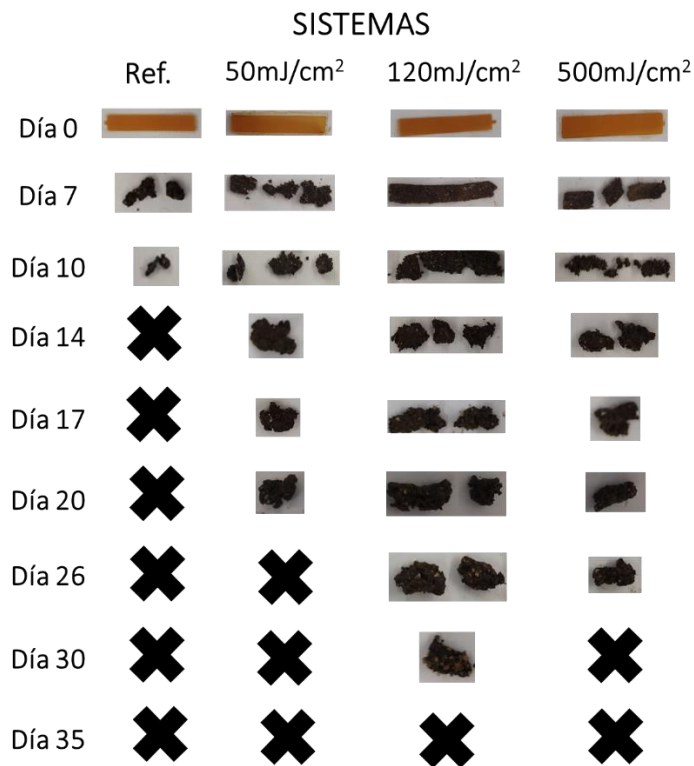 SISTEMAS
Ref. 50mJ/cm² 120mJ/cm² 500mJ/cm²
Día 0
Día 7
Día 10
Día 14
Día 17
Día 20
Día 26
Día 30
Día 35